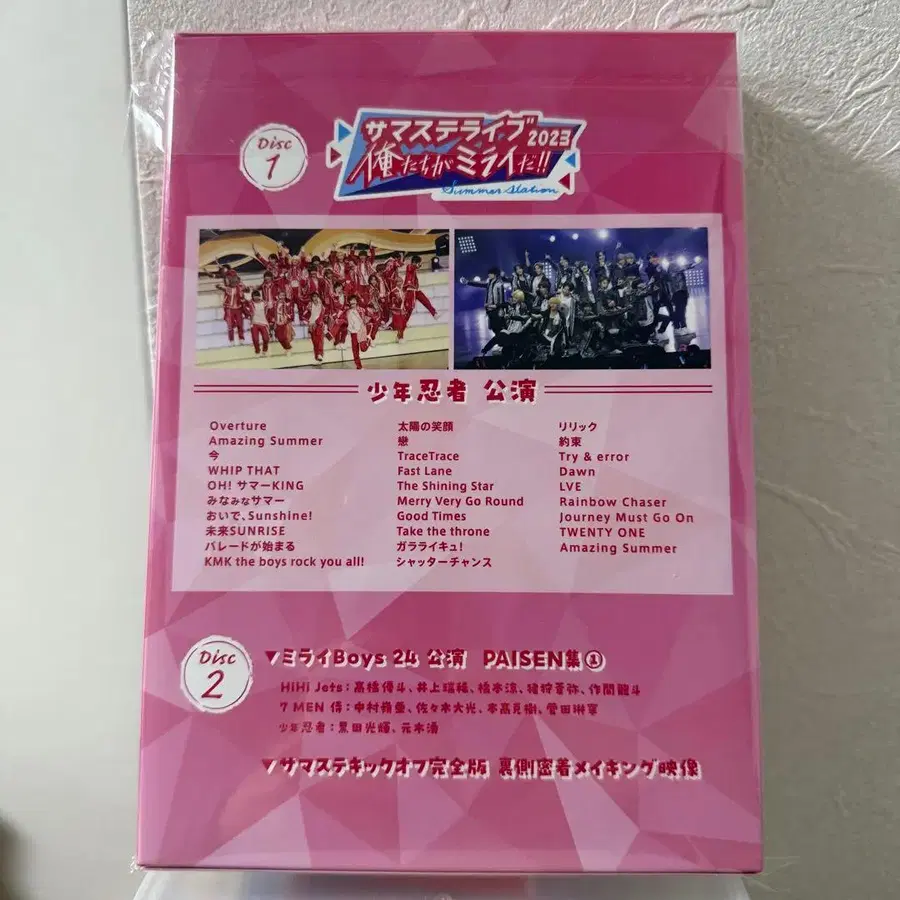 Disc
1
サマステライブ 2023
俺たちがミライだ!!
Summer Station
少年忍者 公演
Overture
Amazing Summer
今
WHIP THAT
OH! サマーKING
みなみなサマー
おいで、Sunshine!
未来SUNRISE
パレードが始まる
KMK the boys rock you all!
太陽の笑顔
戀
TraceTrace
Fast Lane
The Shining Star
Merry Very Go Round
Good Times
Take the throne
ガラライキュ!
シャッターチャンス
リリック
約束
Try & error
Dawn
LVE
Rainbow Chaser
Journey Must Go On
TWENTY ONE
Amazing Summer
Disc
2
▼ミライBoys 24 公演 PAISEN集①
HiHi Jets:髙橋優斗、井上瑞稀、橋本涼、猪狩蒼弥、作間龍斗
7 MEN 侍:中村嶺亜、佐々木大光、本髙克樹、菅田琳寧
少年忍者:黒田光輝、元木湧
▼サマステキックオフ完全版 裏側密着メイキング映像